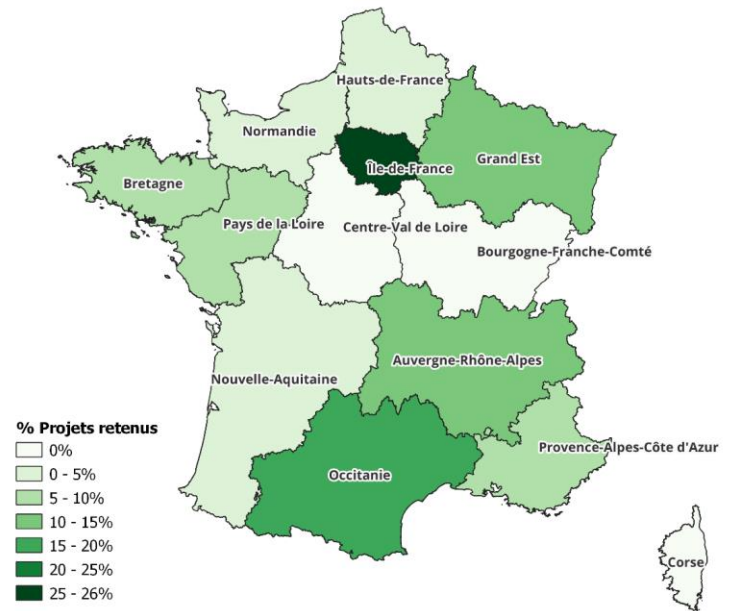 Hauts-de-France
Normandie
Île-de-France
Grand Est
Bretagne
Pays de la Loire
Centre-Val de Loire
Bourgogne-Franche-Comté
Auvergne-Rhône-Alpes
Nouvelle-Aquitaine
Provence-Alpes-Côte d'Azur
Occitanie
Corse
% Projets retenus
0%
0 - 5%
5 - 10%
10 - 15%
15 - 20%
20 - 25%
25 - 26%